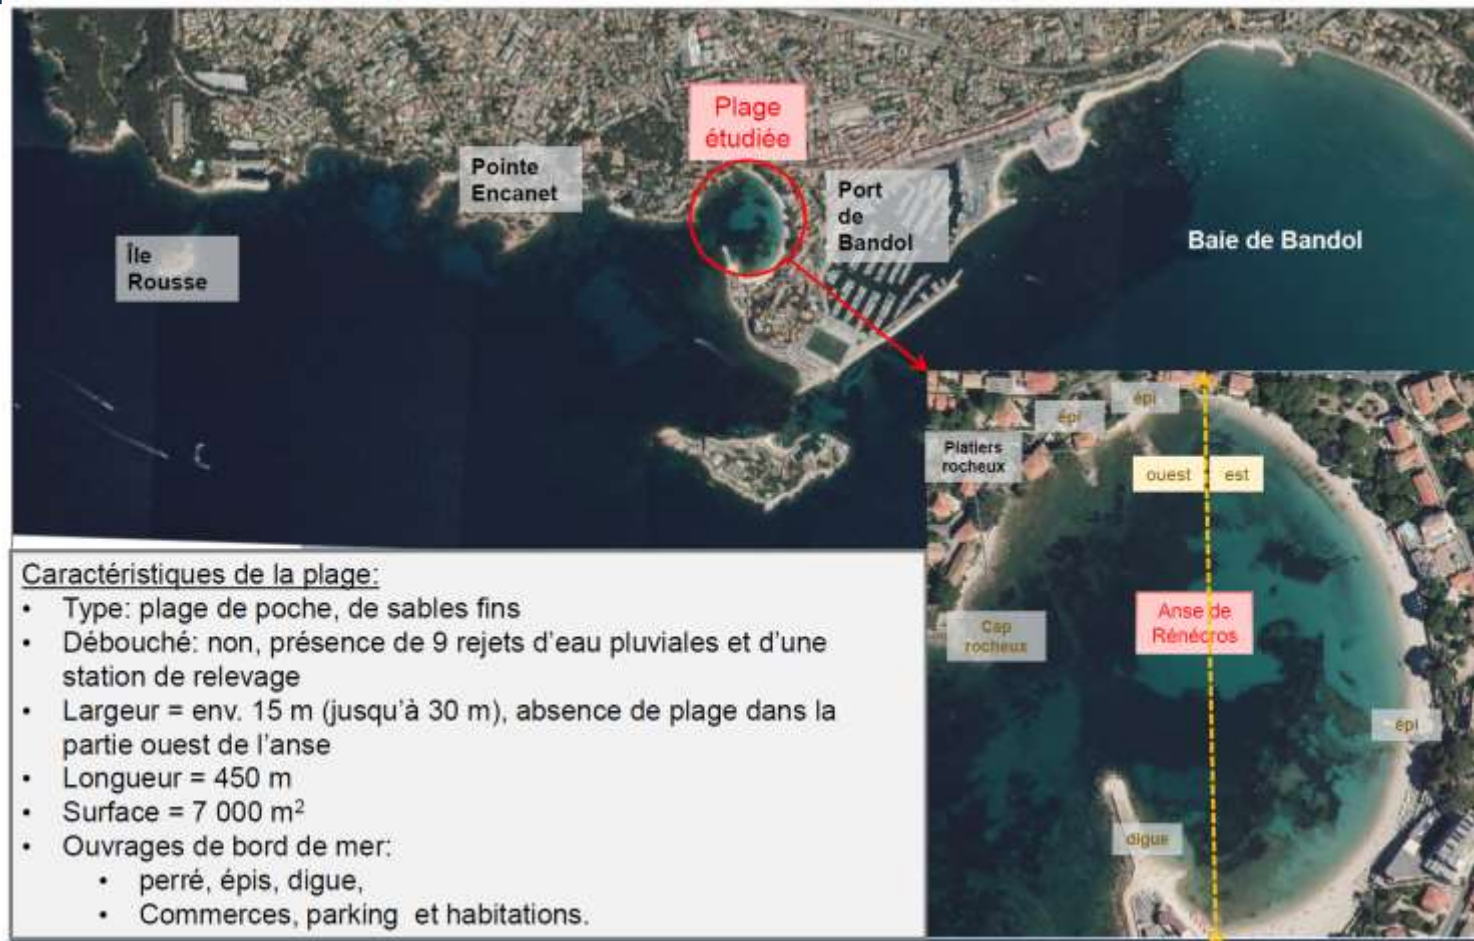 Plage
étudiée
Pointe
Encanet
Port
de
Bandol
Île
Rousse
Baie de Bandol
épi
épi
Platiers
rocheux
ouest
est
Anse de
Rénécros
Cap
rocheux
épi
digue
Caractéristiques de la plage:
• Type: plage de poche, de sables fins
• Débouché: non, présence de 9 rejets d'eau pluviales et d'une
station de relevage
• Largeur = env. 15 m (jusqu'à 30 m), absence de plage dans la
partie ouest de l'anse
• Longueur = 450 m
• Surface = 7 000 m²
• Ouvrages de bord de mer:
• perré, épis, digue,
• Commerces, parking et habitations.